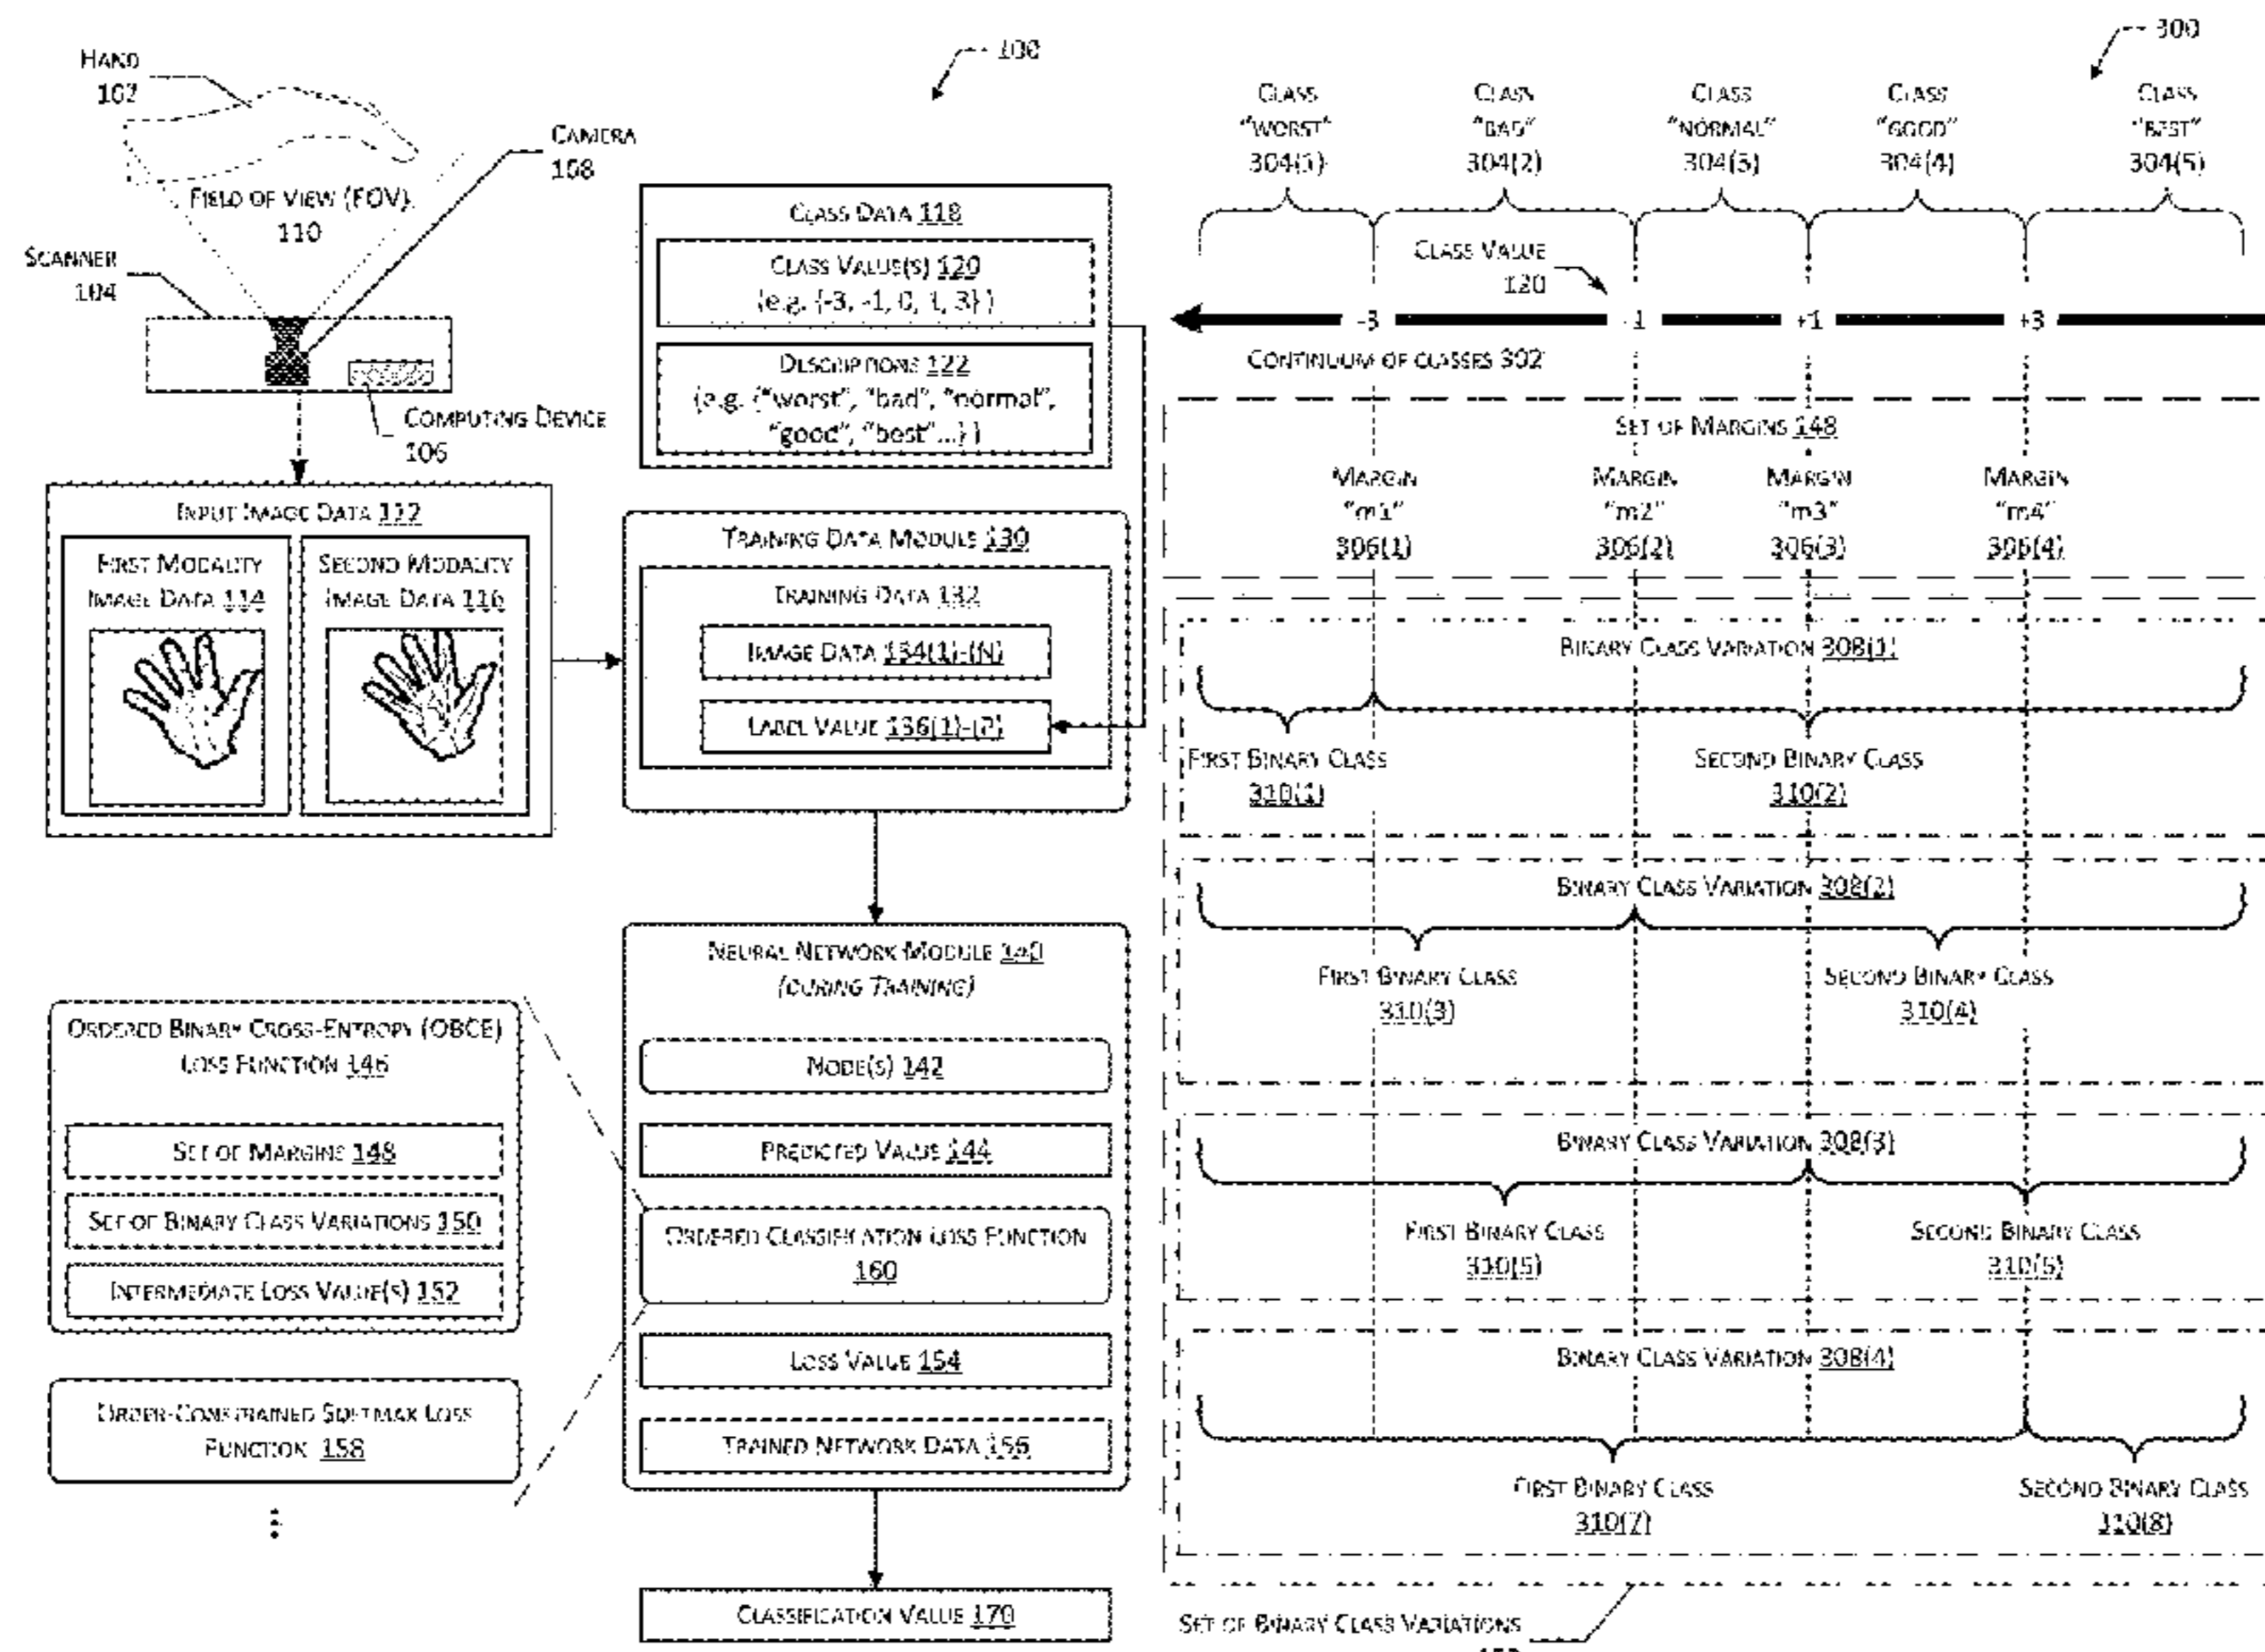 100
HAND
102
CAMERA
108
FIELD OF VIEW (FOV)
110
SCANNER
104
COMPUTING DEVICE
106
INPUT IMAGE DATA 112
FIRST MODALITY
IMAGE DATA 114
SECOND MODALITY
IMAGE DATA 116
CLASS DATA 118
CLASS VALUE(S) 120
(e.g. {-3, -1, 0, 1, 3} )
DESCRIPTIONS 122
(e.g. {"worst", "bad", "normal",
"good", "best"...} )
TRAINING DATA MODULE 130
TRAINING DATA 132
IMAGE DATA 134(1)-(N)
LABEL VALUE 136(1)-(P)
NEURAL NETWORK MODULE 140
(DURING TRAINING)
NODE(S) 142
PREDICTED VALUE 144
ORDERED CLASSIFICATION LOSS FUNCTION
160
LOSS VALUE 154
TRAINED NETWORK DATA 156
CLASSIFICATION VALUE 170
ORDERED BINARY CROSS-ENTROPY (OBCE)
LOSS FUNCTION 146
SET OF MARGINS 148
SET OF BINARY CLASS VARIATIONS 150
INTERMEDIATE LOSS VALUE(S) 152
ORDER-CONSTRAINED SOFTMAX LOSS
FUNCTION 158
300
CLASS
"WORST"
304(1)
CLASS
"BAD"
304(2)
CLASS
"NORMAL"
304(3)
CLASS
"GOOD"
304(4)
CLASS
"BEST"
304(5)
CLASS VALUE
120
-3
-1
+1
+3
CONTINUUM OF CLASSES 302
SET OF MARGINS 148
MARGIN
"m1"
306(1)
MARGIN
"m2"
306(2)
MARGIN
"m3"
306(3)
MARGIN
"m4"
306(4)
BINARY CLASS VARIATION 308(1)
FIRST BINARY CLASS
310(1)
SECOND BINARY CLASS
310(2)
BINARY CLASS VARIATION 308(2)
FIRST BINARY CLASS
310(3)
SECOND BINARY CLASS
310(4)
BINARY CLASS VARIATION 308(3)
FIRST BINARY CLASS
310(5)
SECOND BINARY CLASS
310(6)
BINARY CLASS VARIATION 308(4)
FIRST BINARY CLASS
310(7)
SECOND BINARY CLASS
310(8)
SET OF BINARY CLASS VARIATIONS